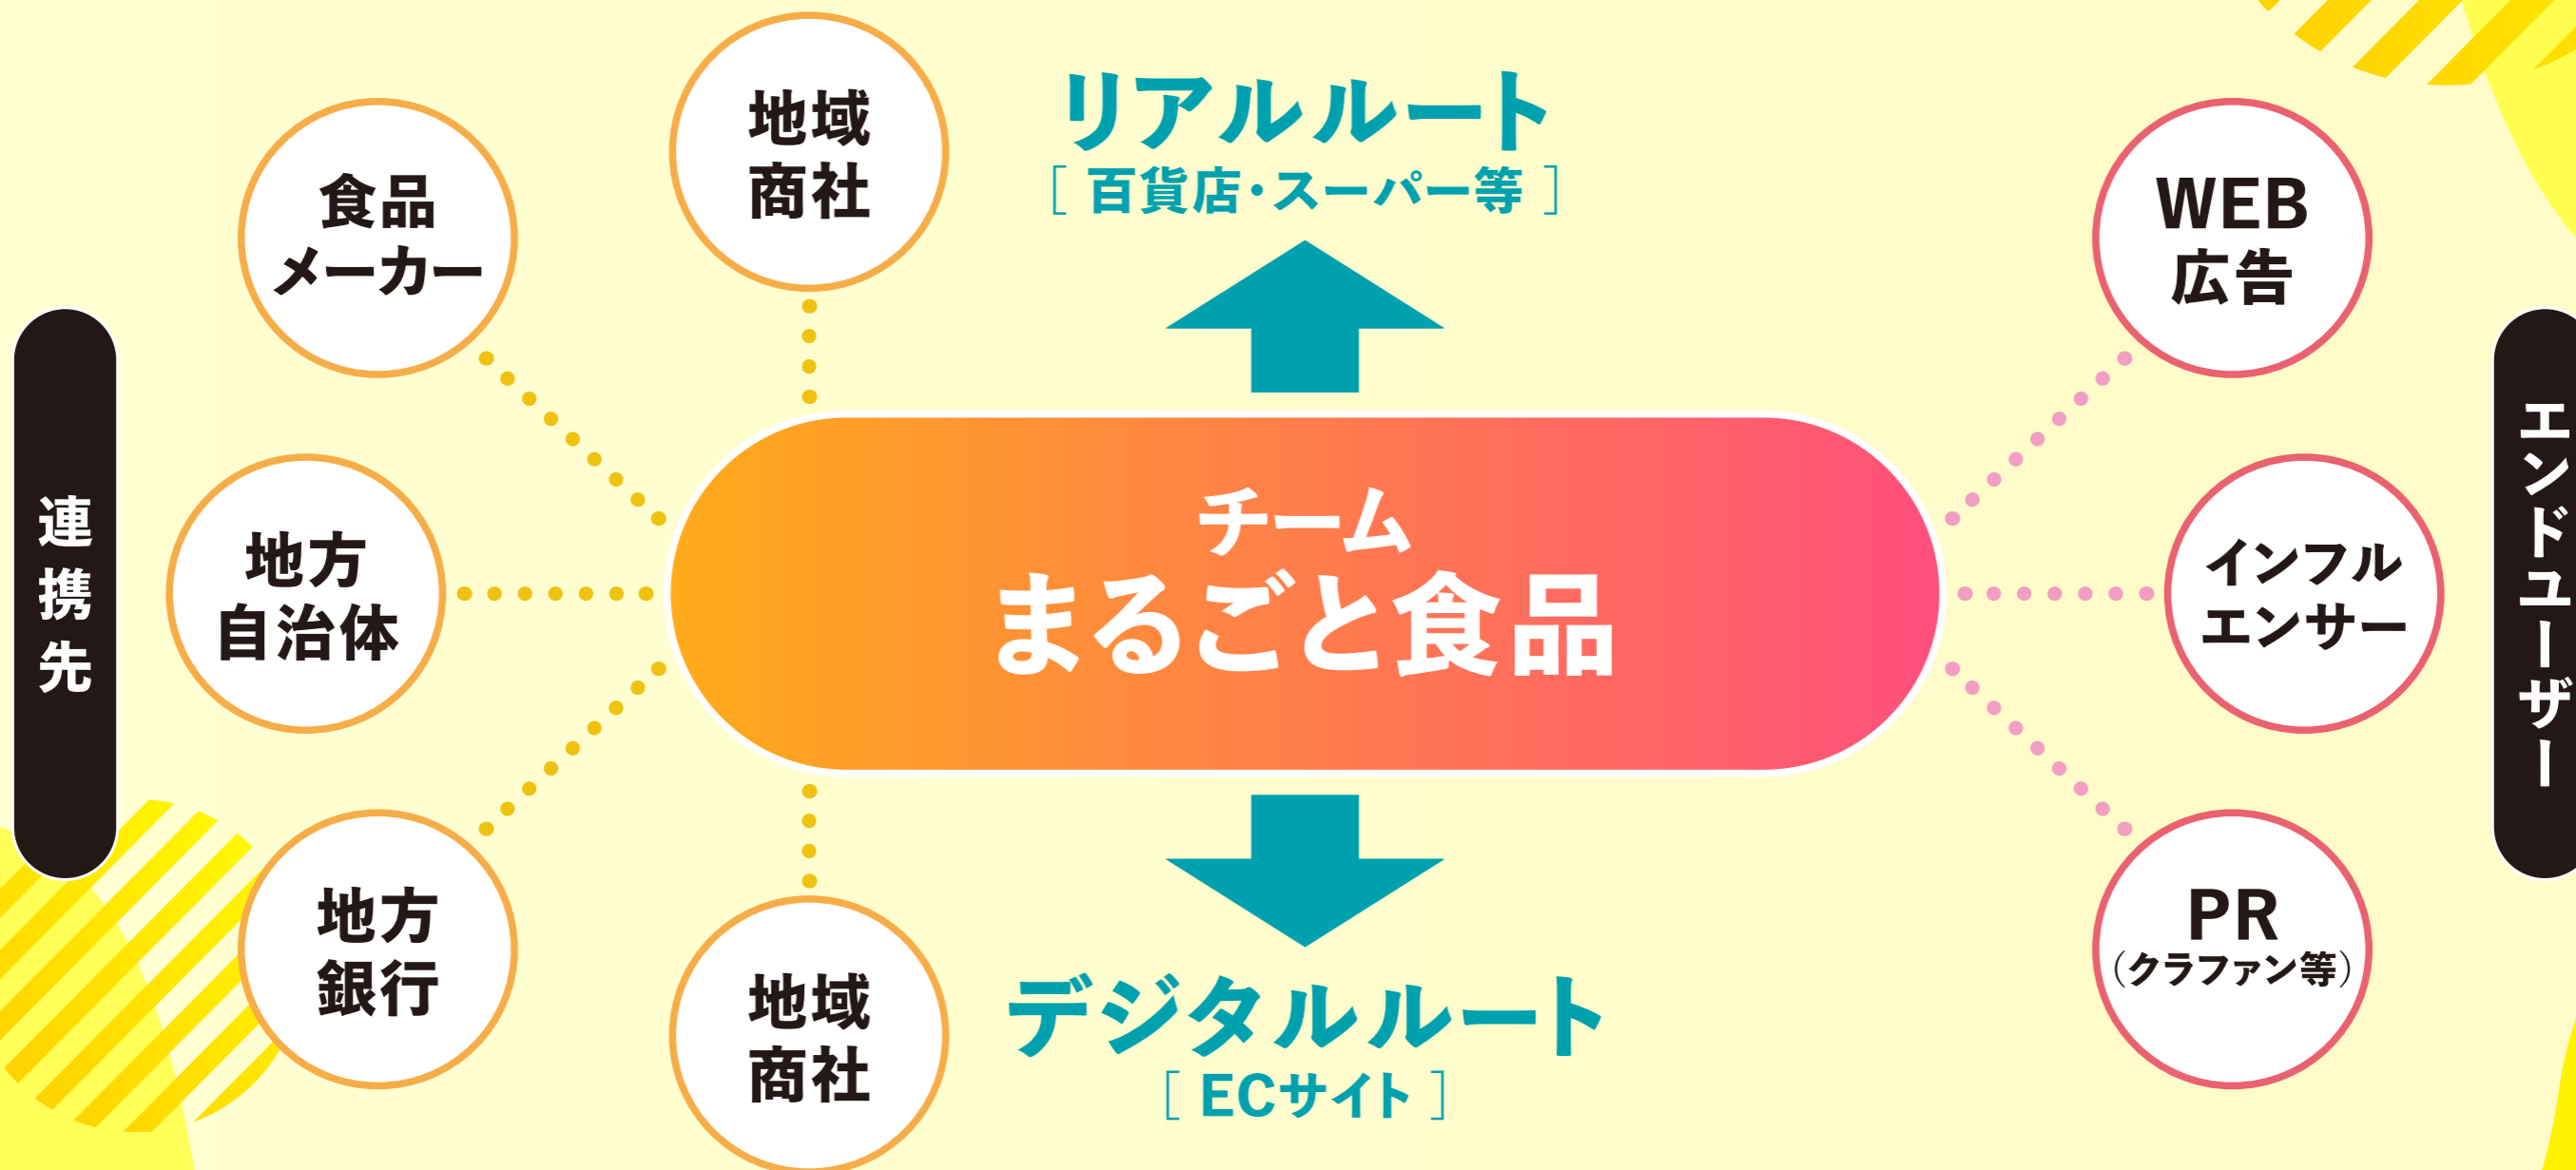 連携先
食品
メーカー
地域
商社
地方
自治体
地方
銀行
地域
商社
リアルルート
［ 百貨店・スーパー等 ］
チーム
まるごと食品
デジタルルート
［ ECサイト ］
WEB
広告
インフル
エンサー
PR
（クラファン等）
エンドユーザー